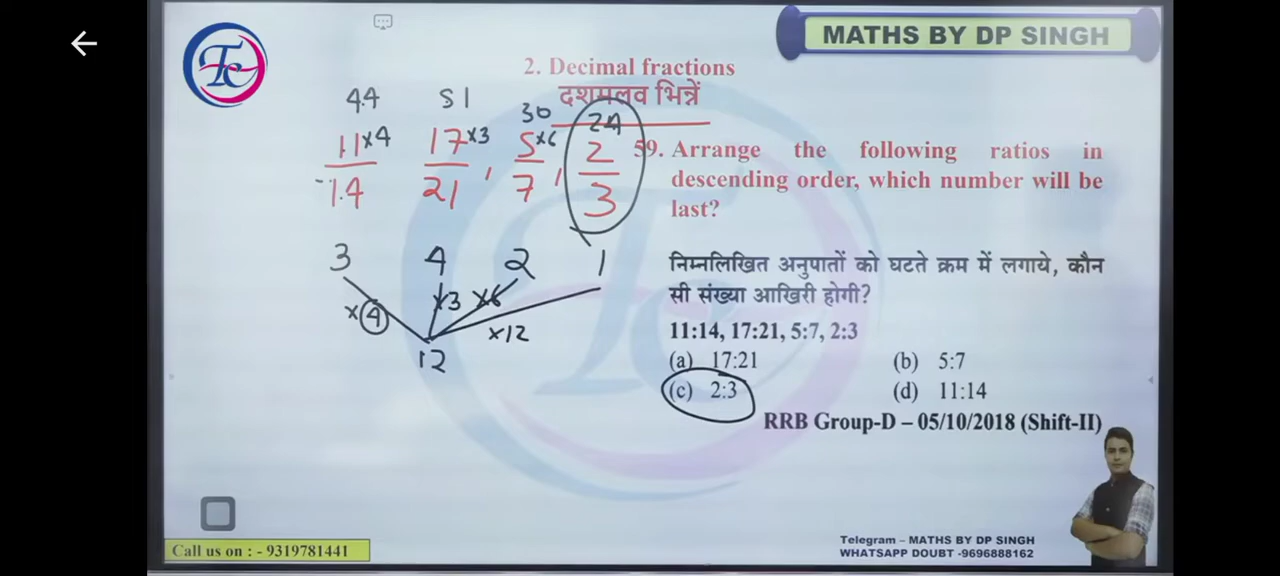 MATHS BY DP SINGH
Tc
2. Decimal fractions
दशमलव भिन्नें
44 51 30 24
11×4 17×3 5×6 2
14 21 , 7 , 3
59. Arrange the following ratios in
descending order, which number will be
last?
3 4 2 1
×4 ×3 ×6 ×12
12
निम्नलिखित अनुपातों को घटते क्रम में लगाये, कौन
सी संख्या आखिरी होगी?
11:14, 17:21, 5:7, 2:3
(a) 17:21 (b) 5:7
(c) 2:3 (d) 11:14
RRB Group-D – 05/10/2018 (Shift-II)
Call us on : - 9319781441
Telegram – MATHS BY DP SINGH
WHATSAPP DOUBT -9696888162